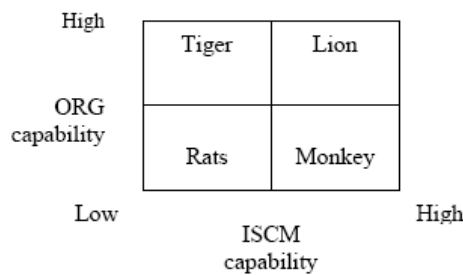 High
Tiger Lion
ORG
capability
Rats Monkey
Low High
ISCM
capability